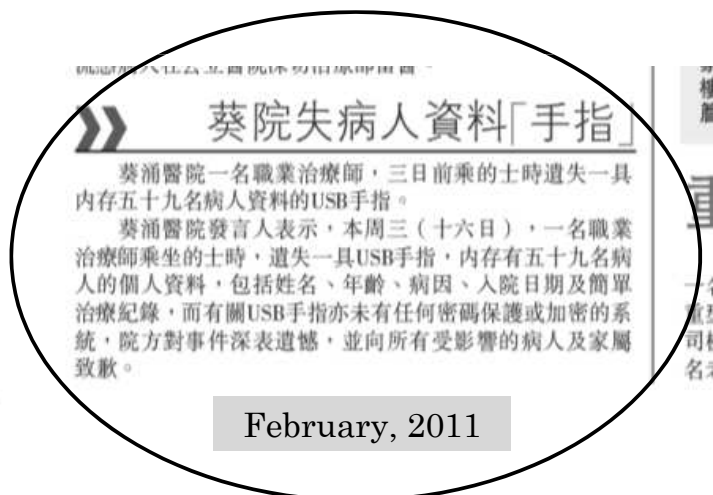 葵院失病人資料「手指」
葵涌醫院一名職業治療師，三日前乘的士時遺失一具
內存五十九名病人資料的USB手指。
葵涌醫院發言人表示，本周三（十六日），一名職業
治療師乘坐的士時，遺失一具USB手指，內存有五十九名病
人的個人資料，包括姓名、年齡、病因、入院日期及簡單
治療紀錄，而有關USB手指亦未有任何密碼保護或加密的系
統，院方對事件深表遺憾，並向所有受影響的病人及家屬
致歉。
February, 2011